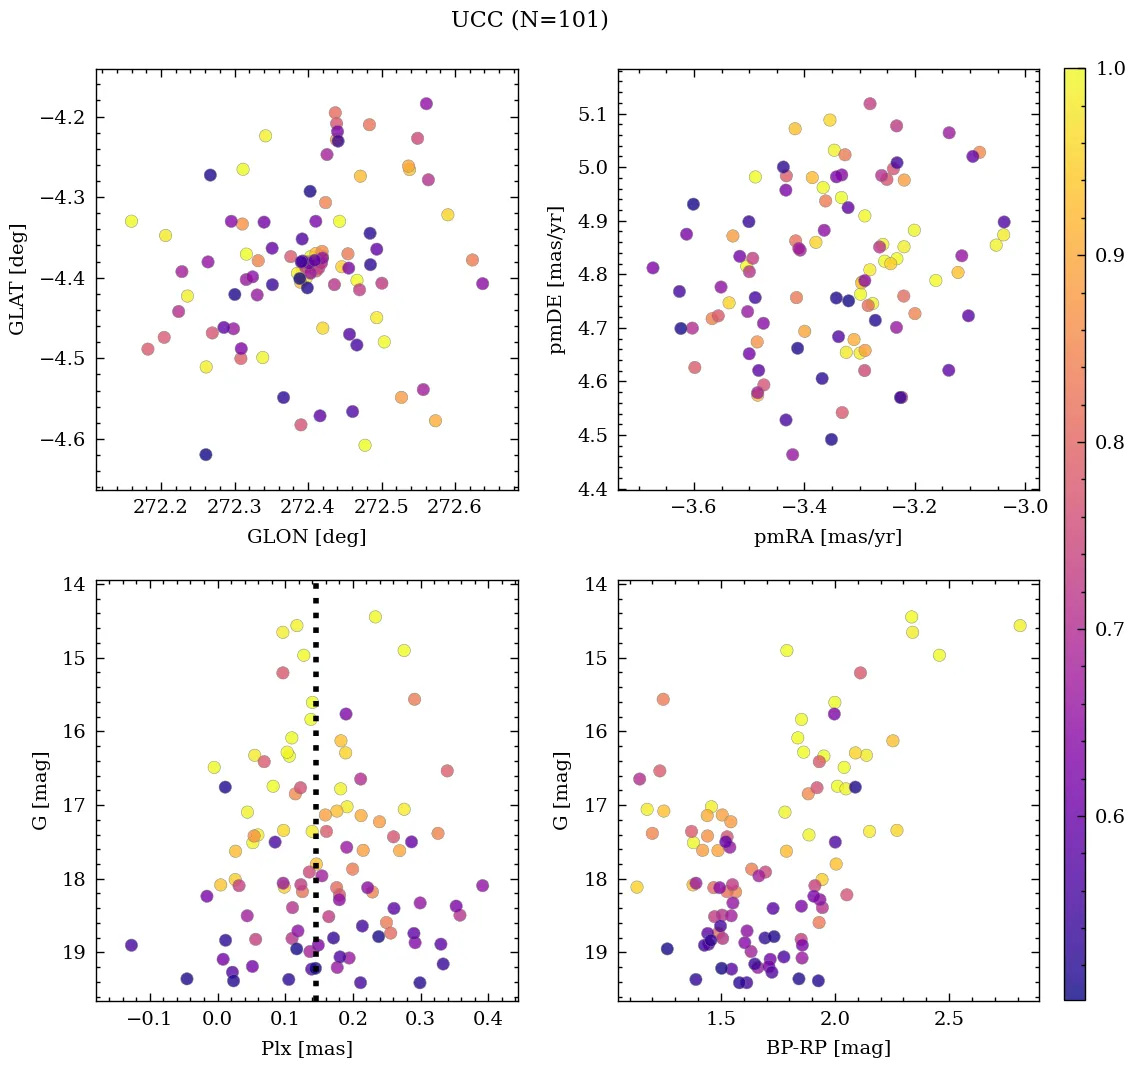 UCC (N=101)
−4.2
−4.3
−4.4
−4.5
−4.6
GLAT [deg]
272.2 272.3 272.4 272.5 272.6
GLON [deg]
5.1
5.0
4.9
4.8
4.7
4.6
4.5
4.4
pmDE [mas/yr]
−3.6 −3.4 −3.2 −3.0
pmRA [mas/yr]
14
15
16
17
18
19
G [mag]
−0.1 0.0 0.1 0.2 0.3 0.4
Plx [mas]
14
15
16
17
18
19
G [mag]
1.5 2.0 2.5
BP-RP [mag]
1.0
0.9
0.8
0.7
0.6